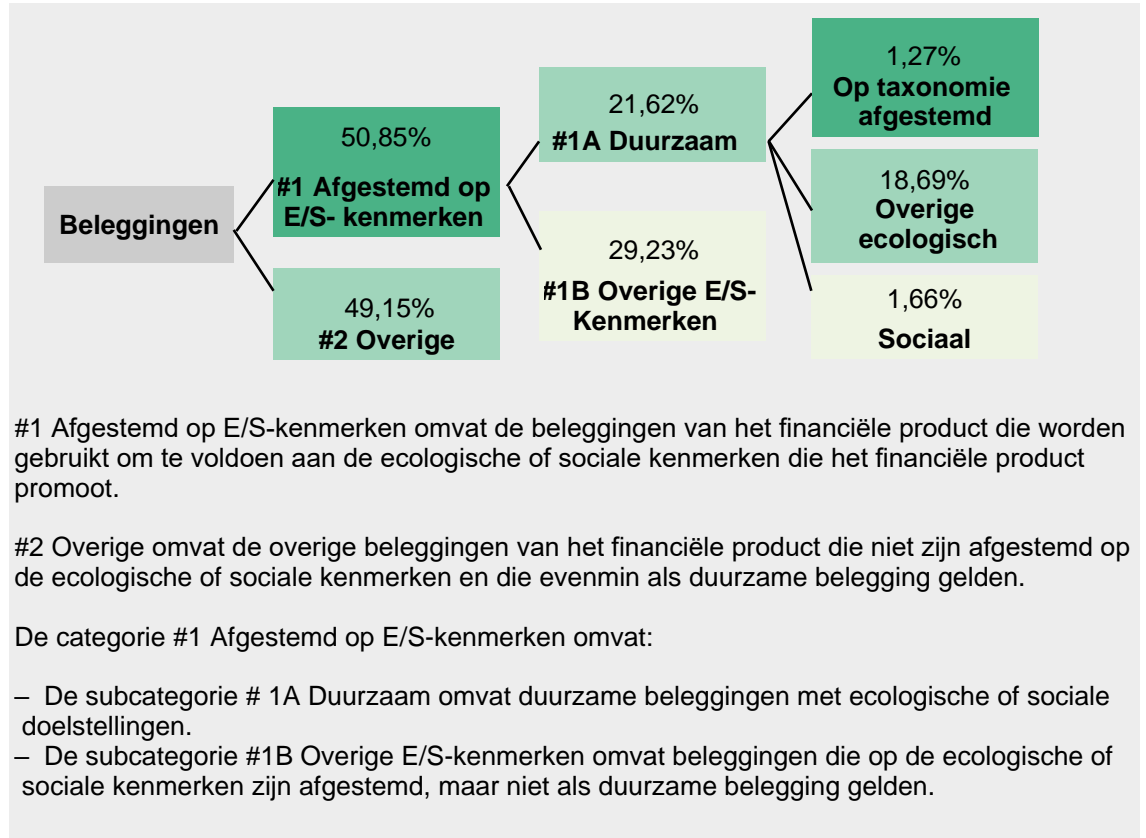 Beleggingen
50,85%
#1 Afgestemd op
E/S- kenmerken
49,15%
#2 Overige
21,62%
#1A Duurzaam
29,23%
#1B Overige E/S-
Kenmerken
1,27%
Op taxonomie
afgestemd
18,69%
Overige
ecologisch
1,66%
Sociaal
#1 Afgestemd op E/S-kenmerken omvat de beleggingen van het financiële product die worden
gebruikt om te voldoen aan de ecologische of sociale kenmerken die het financiële product
promoot.
#2 Overige omvat de overige beleggingen van het financiële product die niet zijn afgestemd op
de ecologische of sociale kenmerken en die evenmin als duurzame belegging gelden.
De categorie #1 Afgestemd op E/S-kenmerken omvat:
– De subcategorie # 1A Duurzaam omvat duurzame beleggingen met ecologische of sociale
doelstellingen.
– De subcategorie #1B Overige E/S-kenmerken omvat beleggingen die op de ecologische of
sociale kenmerken zijn afgestemd, maar niet als duurzame belegging gelden.